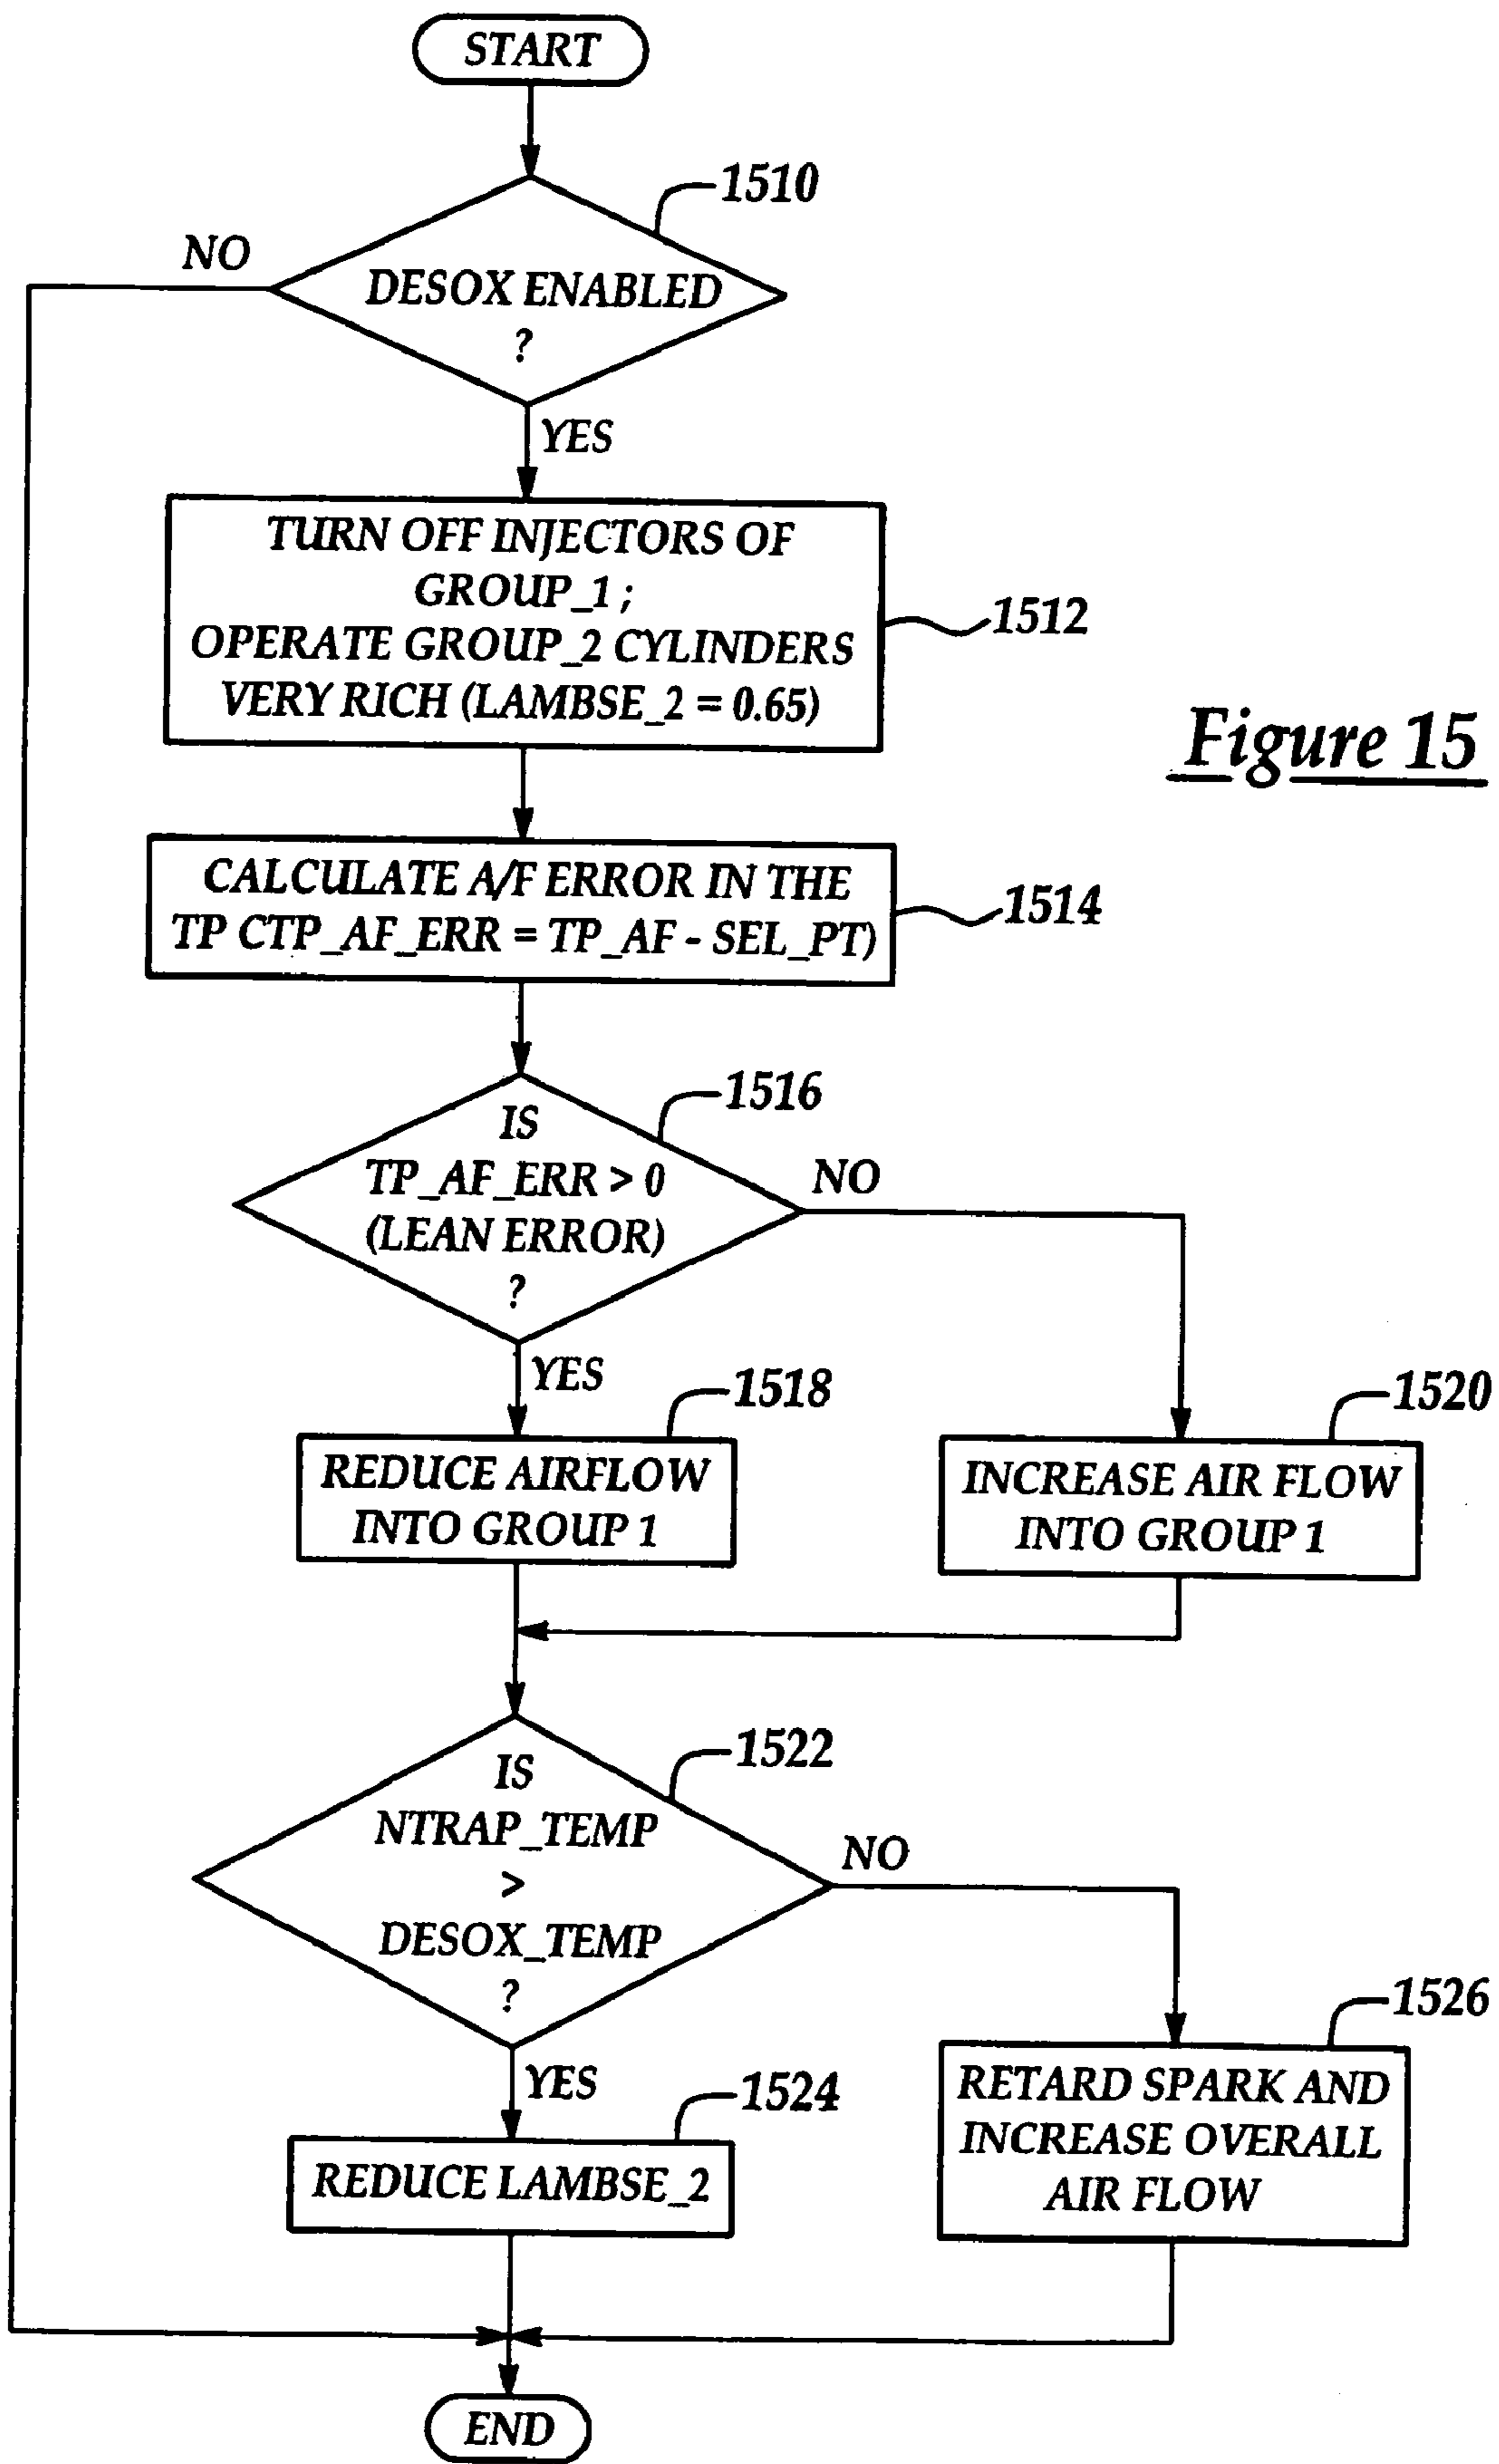 START
1510
NO
DESOX ENABLED
?
YES
TURN OFF INJECTORS OF
GROUP_1 ;
OPERATE GROUP_2 CYLINDERS
VERY RICH (LAMBSE_2 = 0.65)
1512
Figure 15
CALCULATE A/F ERROR IN THE
TP CTP_AF_ERR = TP_AF - SEL_PT)
1514
IS
TP_AF_ERR > 0
(LEAN ERROR)
?
1516
NO
YES
1518
REDUCE AIRFLOW
INTO GROUP 1
1520
INCREASE AIR FLOW
INTO GROUP 1
IS
NTRAP_TEMP
>
DESOX_TEMP
?
1522
NO
YES
1524
REDUCE LAMBSE_2
1526
RETARD SPARK AND
INCREASE OVERALL
AIR FLOW
END